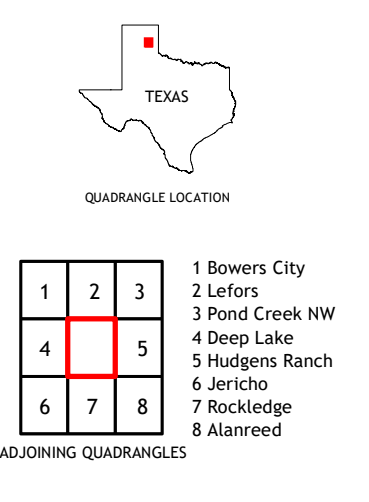 TEXAS
QUADRANGLE LOCATION
1 2 3
4 5
6 7 8
1 Bowers City
2 Lefors
3 Pond Creek NW
4 Deep Lake
5 Hudgens Ranch
6 Jericho
7 Rockledge
8 Alanreed
ADJOINING QUADRANGLES